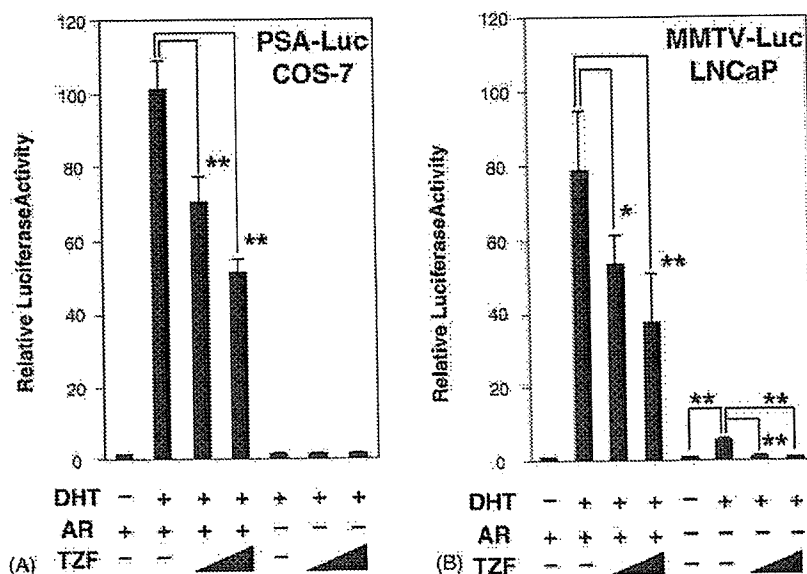 PSA-Luc
COS-7
Relative LuciferaseActivity
120
100
80
60
40
20
0
**
**
DHT - + + + + + +
AR + + + + - - -
TZF - - -
(A)
MMTV-Luc
LNCaP
Relative LuciferaseActivity
120
100
80
60
40
20
0
*
**
**
**
**
DHT - + + + - + + +
AR + + + + - - - -
TZF - - - -
(B)